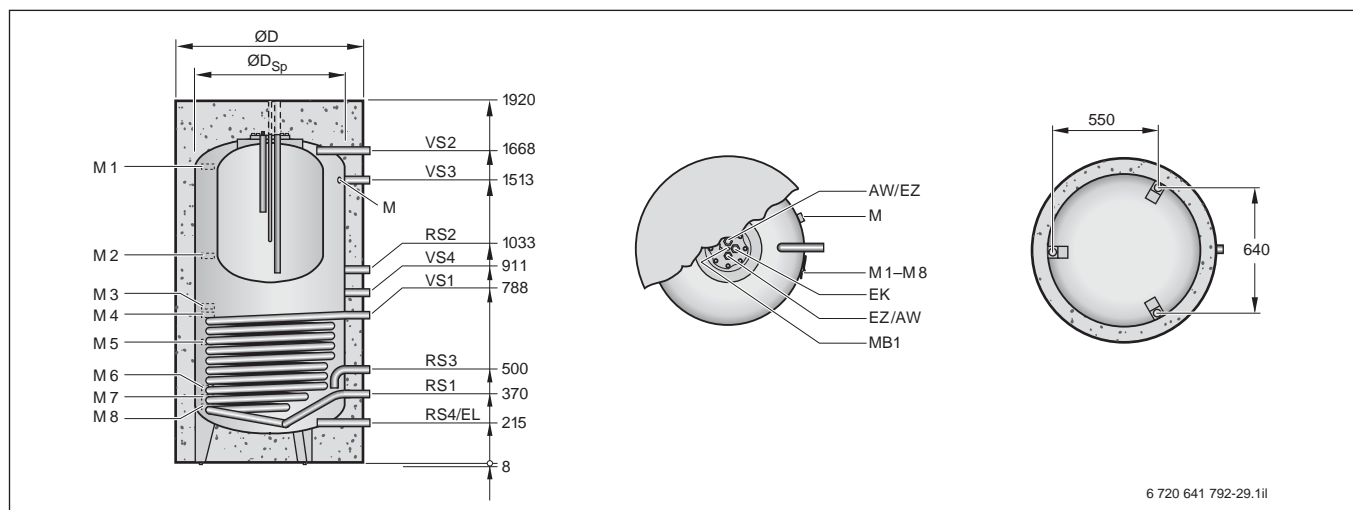 ØD
ØDSp
1920
VS2
1668
M 1
VS3
1513
M
RS2
1033
M 2
VS4
911
VS1
788
M 3
M 4
M 5
RS3
500
M 6
RS1
370
M 7
M 8
RS4/EL
215
8
AW/EZ
M
M1–M8
EK
EZ/AW
MB1
550
640
6 720 641 792-29.1il